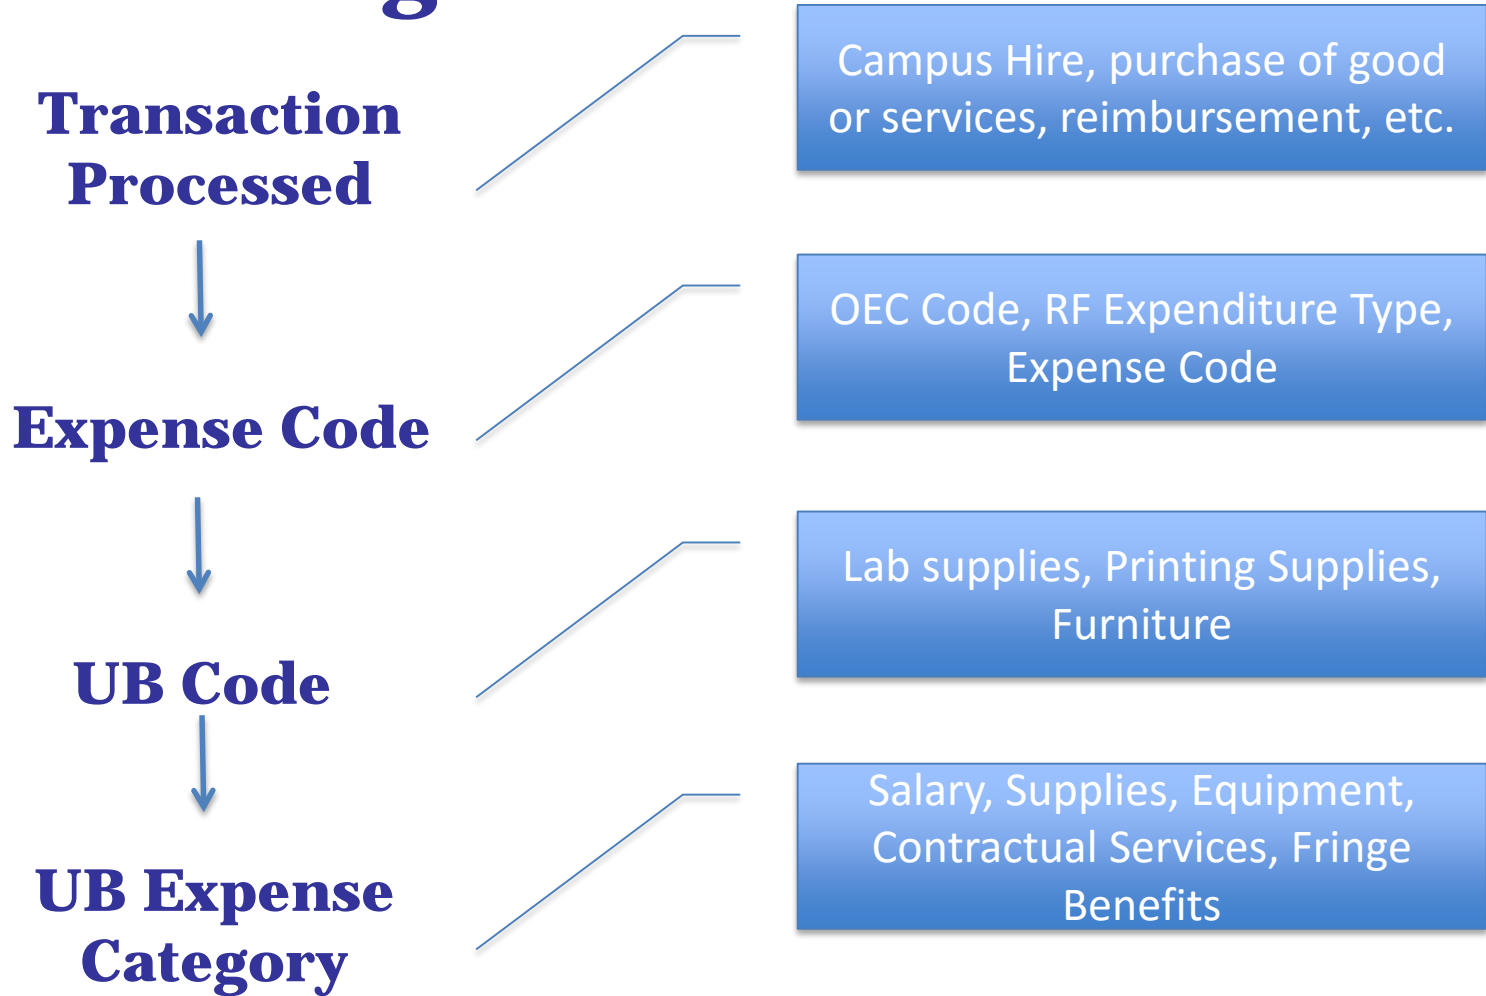 Transaction
Processed
Campus Hire, purchase of good
or services, reimbursement, etc.
Expense Code
OEC Code, RF Expenditure Type,
Expense Code
UB Code
Lab supplies, Printing Supplies,
Furniture
UB Expense
Category
Salary, Supplies, Equipment,
Contractual Services, Fringe
Benefits